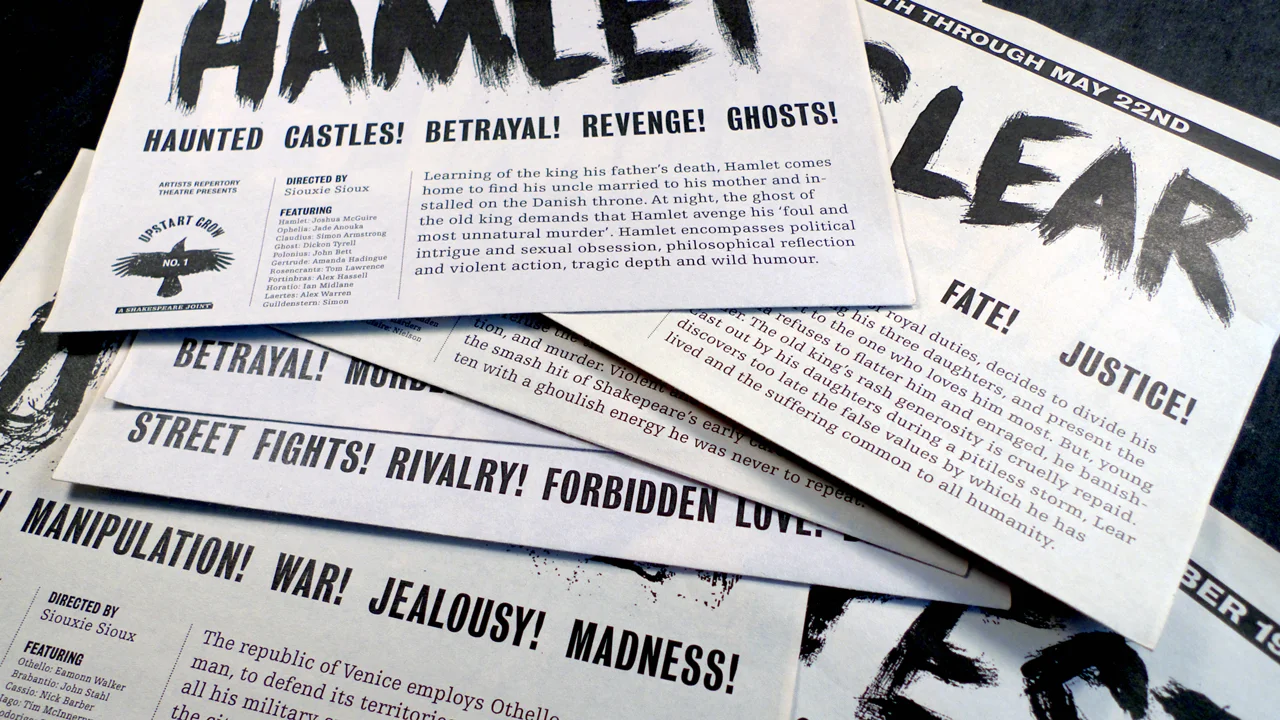 HAMLET
HAUNTED CASTLES! BETRAYAL! REVENGE! GHOSTS!
ARTISTS REPERTORY
THEATRE PRESENTS
UPSTART CROW
NO. 1
A SHAKESPEARE JOINT
DIRECTED BY
Siouxie Sioux
FEATURING
Hamlet: Joshua McGuire
Ophelia: Jade Anouka
Claudius: Simon Armstrong
Ghost: Dickon Tyrell
Polonius: John Bett
Gertrude: Amanda Hadingue
Rosencrantz: Tom Lawrence
Fortinbras: Alex Hassell
Horatio: Ian Midlane
Laertes: Alex Warren
Guildenstern: Simon
Learning of the king his father's death, Hamlet comes
home to find his uncle married to his mother and in-
stalled on the Danish throne. At night, the ghost of
the old king demands that Hamlet avenge his 'foul and
most unnatural murder'. Hamlet encompasses political
intrigue and sexual obsession, philosophical reflection
and violent action, tragic depth and wild humour.
TH THROUGH MAY 22ND
LEAR
FATE! JUSTICE!
royal duties, decides to divide his
his three daughters, and present the
to the one who loves him most. But, young
refuses to flatter him and enraged, he banish-
The old king's rash generosity is cruelly repaid.
Cast out by his daughters during a pitiless storm, Lear
discovers too late the false values by which he has
lived and the suffering common to all humanity.
Nielson
tion, and murder. Violent
the smash hit of Shakepeare's early
ten with a ghoulish energy he was never to repeat.
BETRAYAL! MURD
STREET FIGHTS! RIVALRY! FORBIDDEN LOVE!
MANIPULATION! WAR! JEALOUSY! MADNESS!
DIRECTED BY
Siouxie Sioux
FEATURING
Othello: Eamonn Walker
Brabantio: John Stahl
Cassio: Nick Barber
Iago: Tim McInnerny
The republic of Venice employs Othello
man, to defend its territories
all his military
the
BER 19